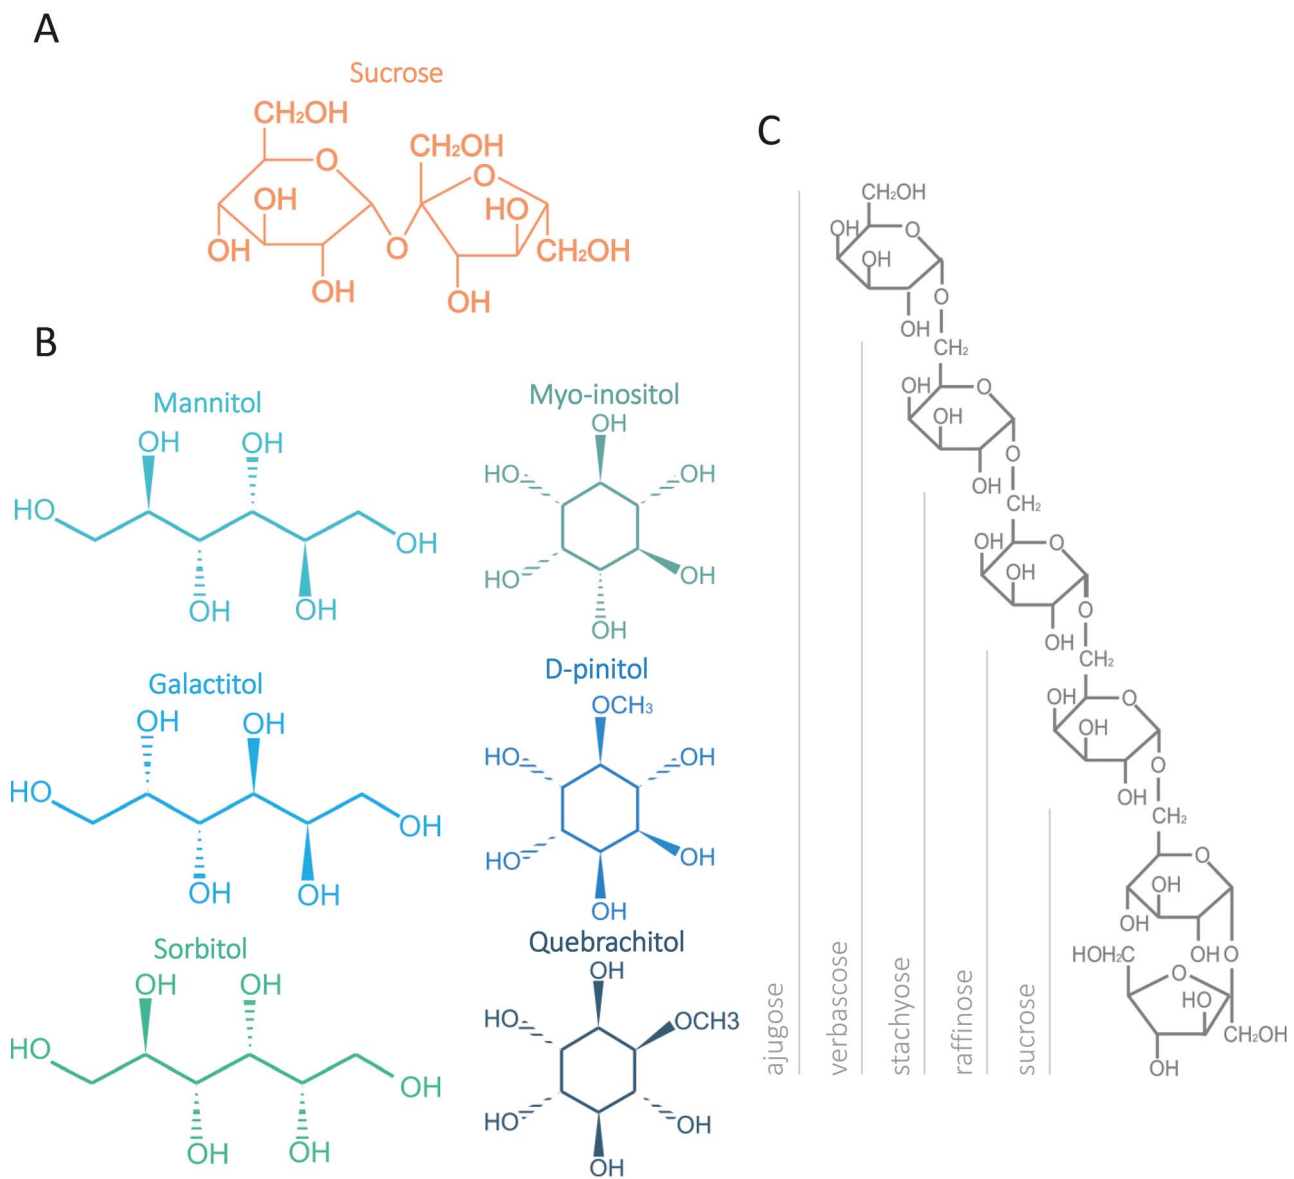 A
Sucrose
CH₂OH
O
OH
OH
OH
O
CH₂OH
O
HO
CH₂OH
OH
B
Mannitol
OH
OH
HO
OH
OH
OH
Myo-inositol
OH
HO
OH
HO
OH
OH
Galactitol
OH
OH
HO
OH
OH
OH
D-pinitol
OCH₃
HO
OH
HO
OH
OH
Sorbitol
OH
OH
HO
OH
OH
OH
Quebrachitol
OH
HO
OCH3
HO
OH
OH
C
CH₂OH
OH
O
OH
O
OH
CH₂
OH
O
OH
O
OH
CH₂
OH
O
OH
O
OH
CH₂
OH
O
OH
O
OH
CH₂
O
OH
OH
OH
O
HOH₂C
O
HO
CH₂OH
OH
ajugose
verbascose
stachyose
raffinose
sucrose